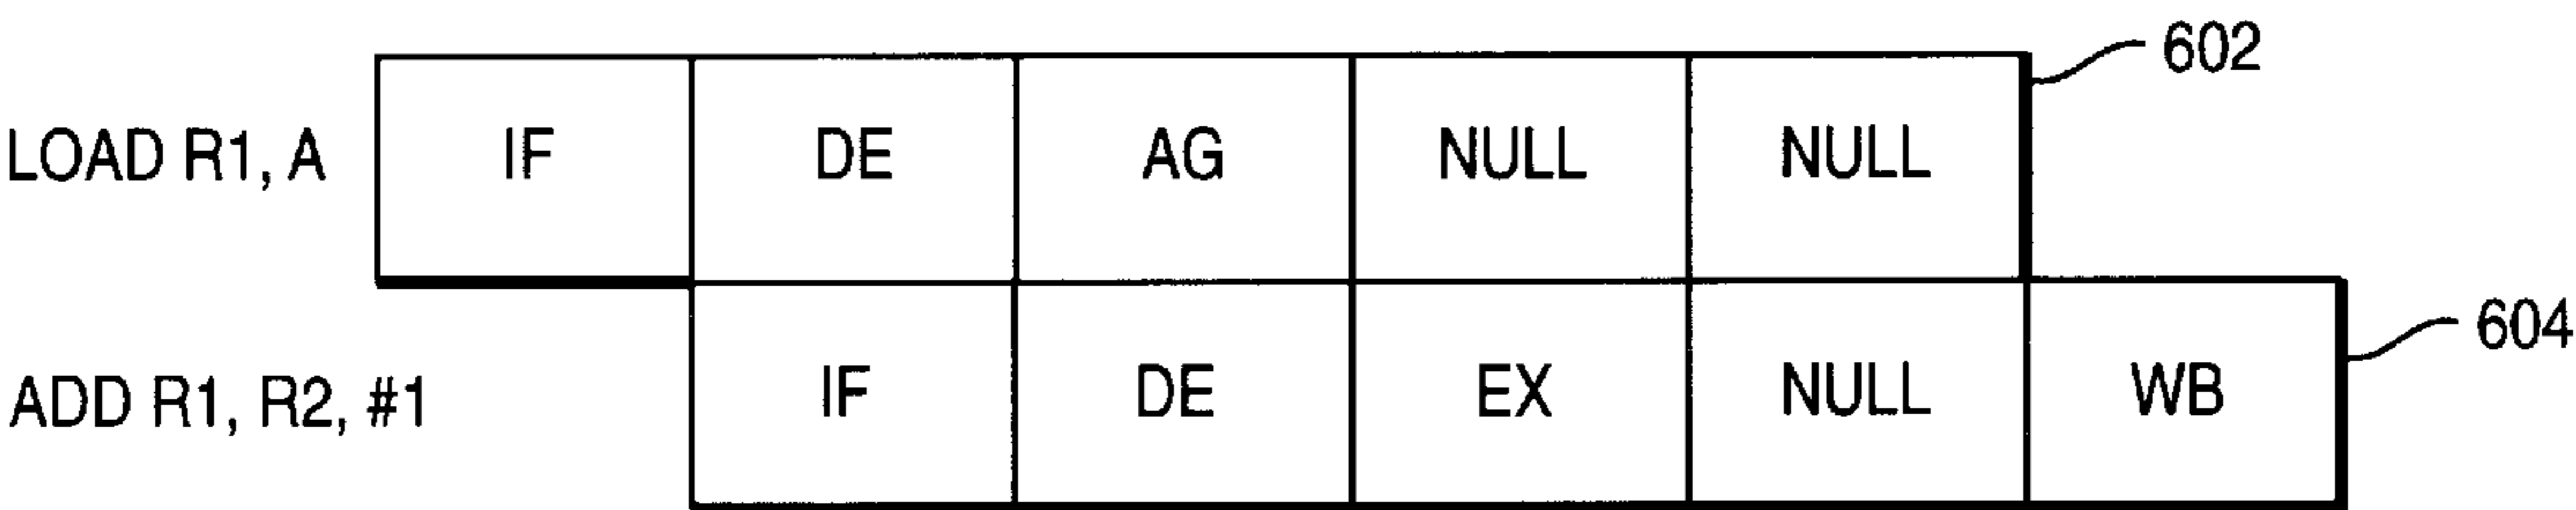 602
LOAD R1, A IF DE AG NULL NULL
604
ADD R1, R2, #1 IF DE EX NULL WB